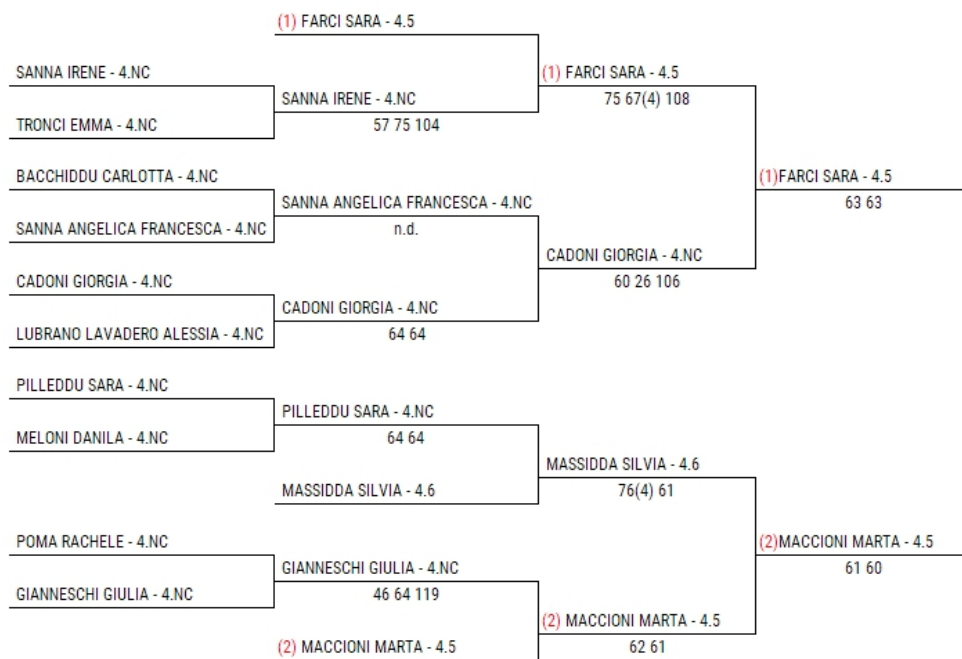 (1) FARCI SARA - 4.5
SANNA IRENE - 4.NC
(1) FARCI SARA - 4.5
SANNA IRENE - 4.NC
75 67(4) 108
TRONCI EMMA - 4.NC
57 75 104
BACCHIDDU CARLOTTA - 4.NC
(1)FARCI SARA - 4.5
SANNA ANGELICA FRANCESCA - 4.NC
63 63
SANNA ANGELICA FRANCESCA - 4.NC
n.d.
CADONI GIORGIA - 4.NC
CADONI GIORGIA - 4.NC
60 26 106
CADONI GIORGIA - 4.NC
LUBRANO LAVADERO ALESSIA - 4.NC
64 64
PILLEDDU SARA - 4.NC
PILLEDDU SARA - 4.NC
MELONI DANILA - 4.NC
64 64
MASSIDDA SILVIA - 4.6
MASSIDDA SILVIA - 4.6
76(4) 61
POMA RACHELE - 4.NC
(2)MACCIONI MARTA - 4.5
GIANNESCHI GIULIA - 4.NC
61 60
GIANNESCHI GIULIA - 4.NC
46 64 119
(2) MACCIONI MARTA - 4.5
(2) MACCIONI MARTA - 4.5
62 61